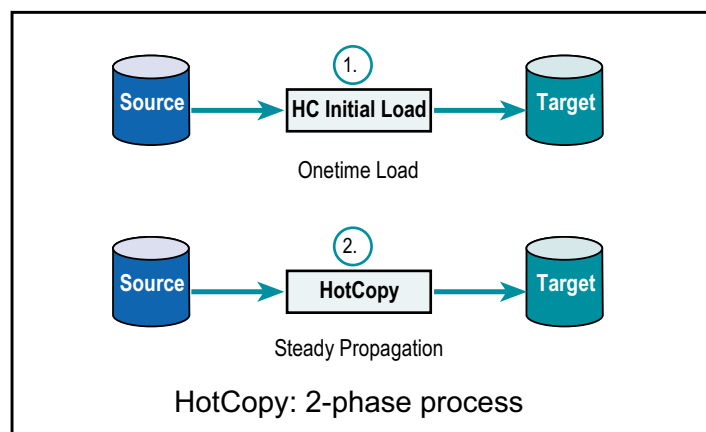 1.
Source
HC Initial Load
Target
Onetime Load
2.
Source
HotCopy
Target
Steady Propagation
HotCopy: 2-phase process